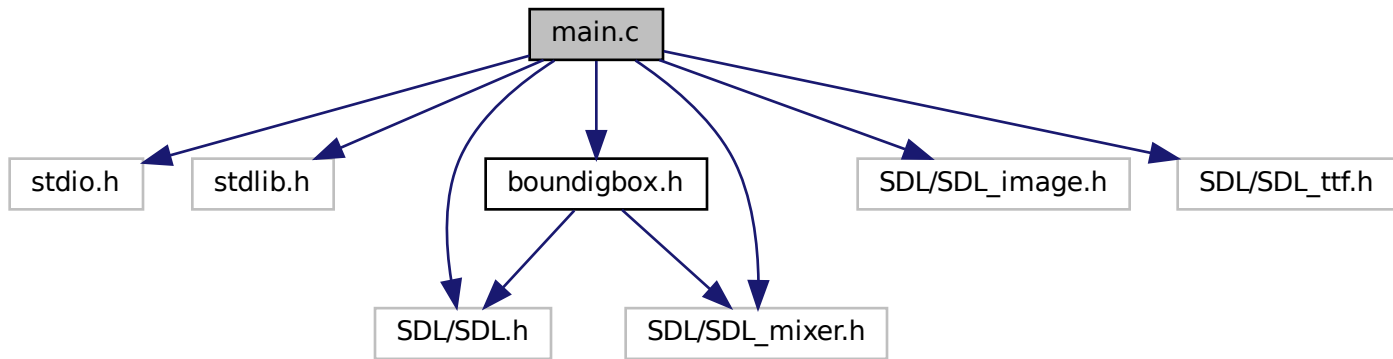 main.c
stdio.h
stdlib.h
boundigbox.h
SDL/SDL_image.h
SDL/SDL_ttf.h
SDL/SDL.h
SDL/SDL_mixer.h